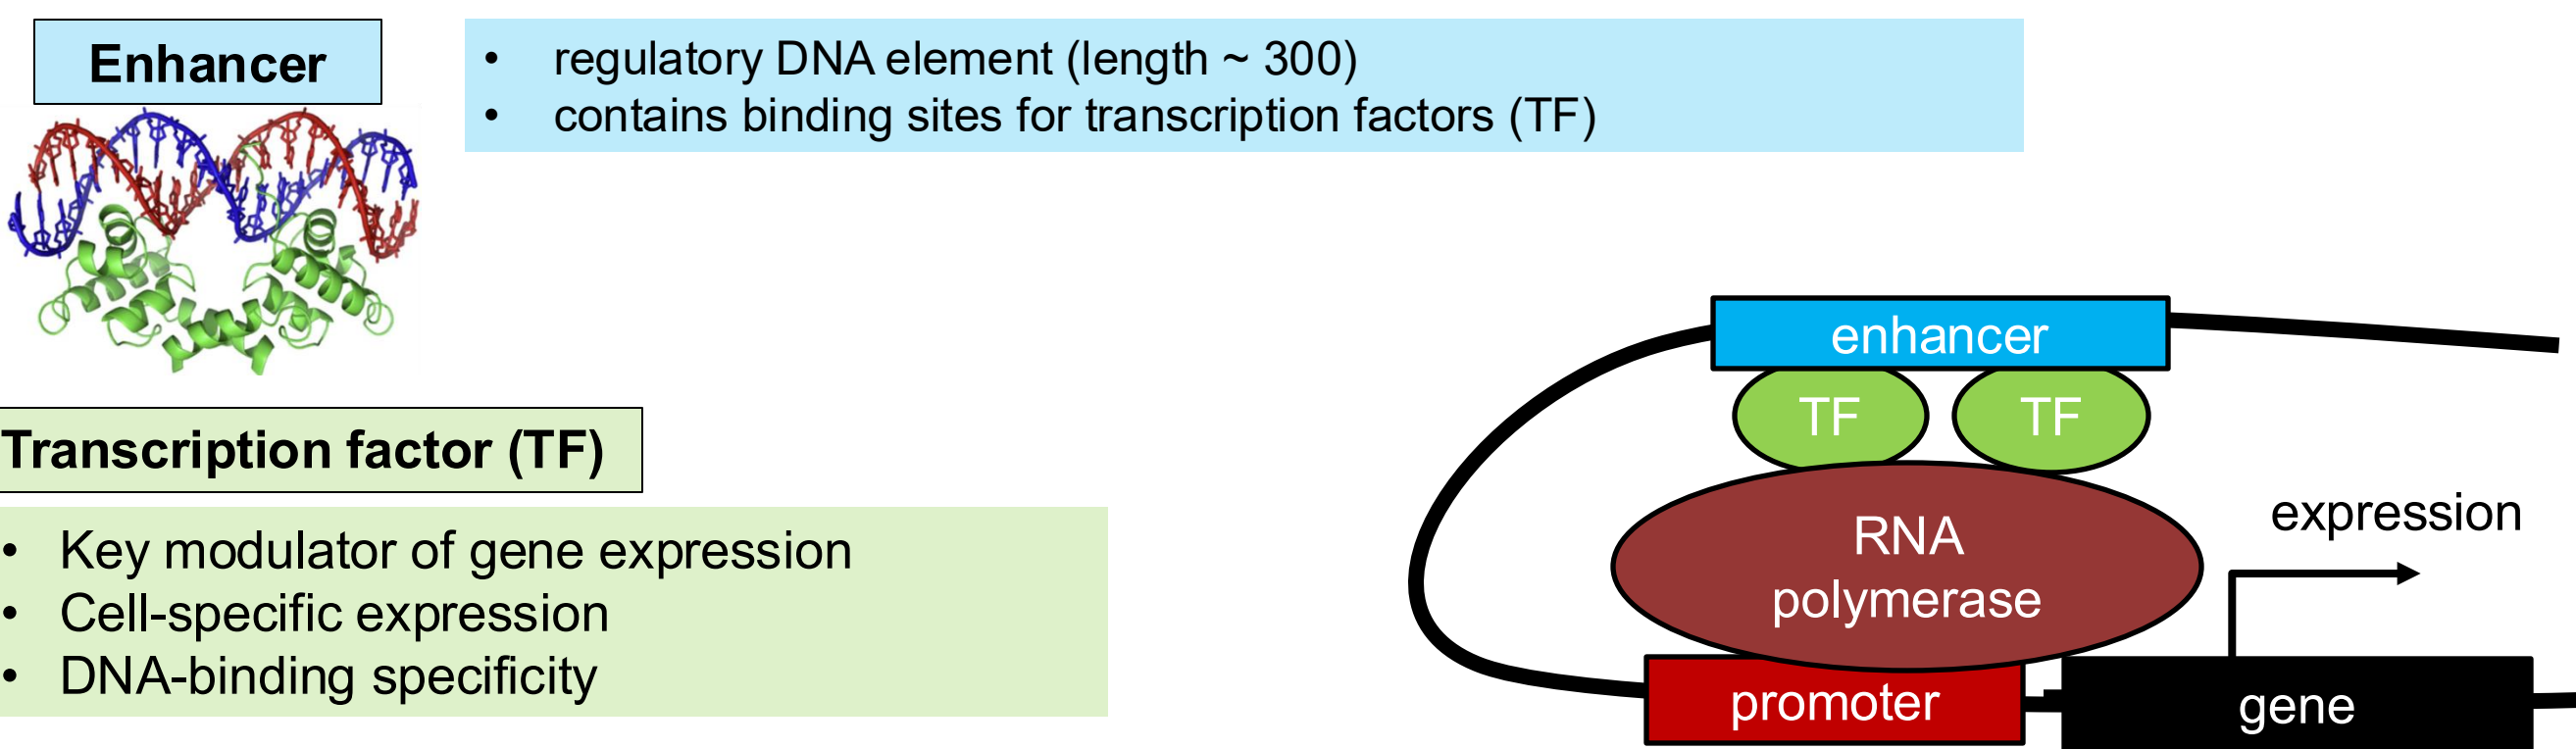 Enhancer
• regulatory DNA element (length ~ 300)
• contains binding sites for transcription factors (TF)
Transcription factor (TF)
• Key modulator of gene expression
• Cell-specific expression
• DNA-binding specificity
enhancer
TF TF
RNA
polymerase
expression
promoter
gene